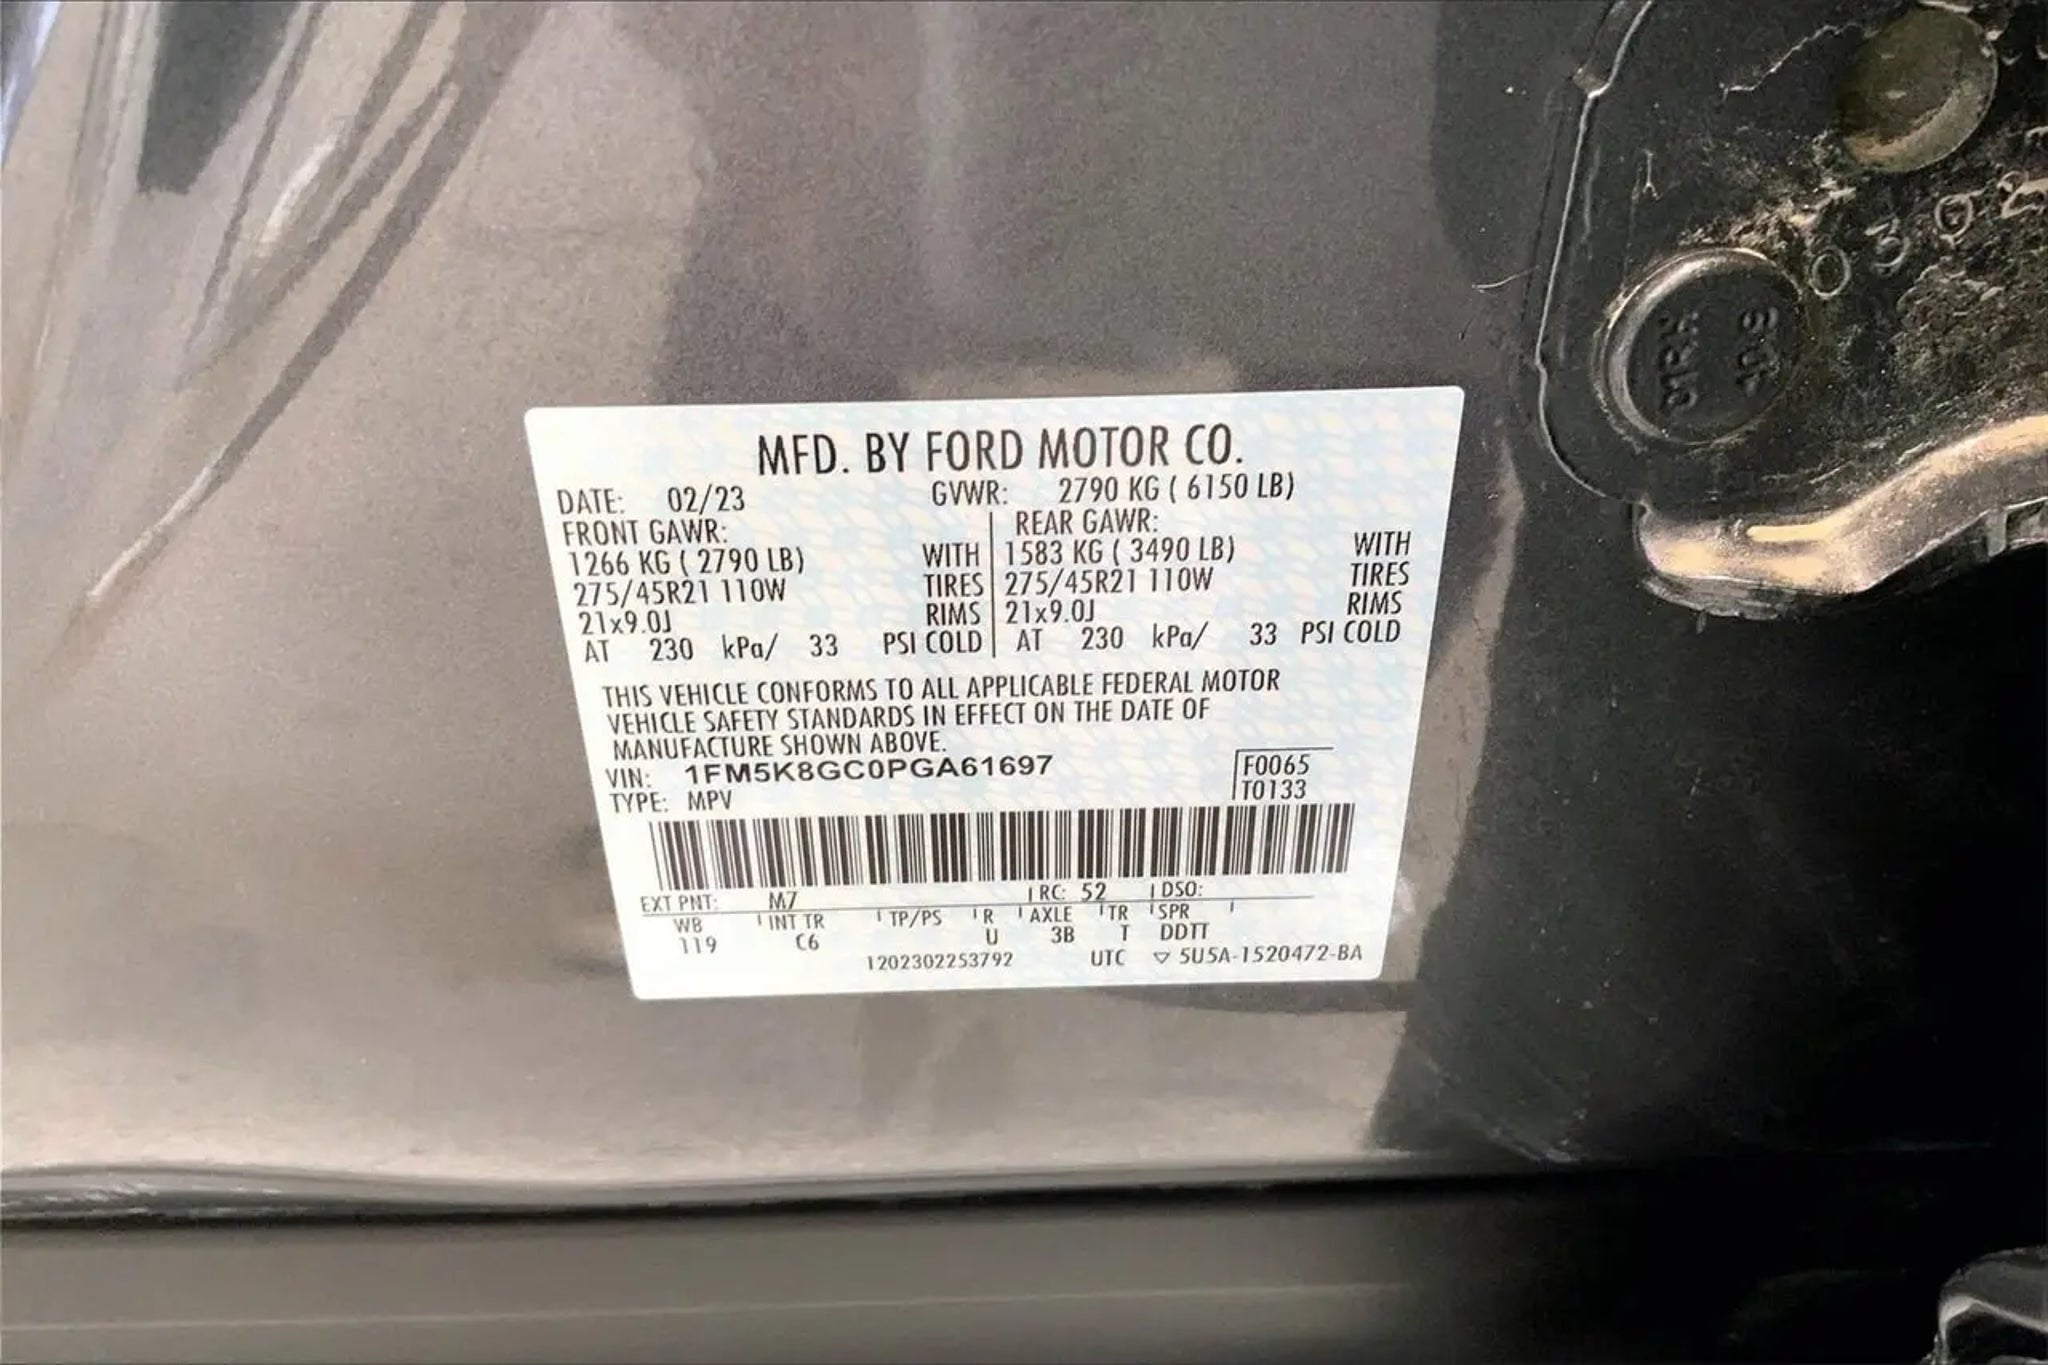 MFD. BY FORD MOTOR CO.
DATE: 02/23 GVWR: 2790 KG ( 6150 LB)
FRONT GAWR: REAR GAWR:
1266 KG ( 2790 LB) WITH 1583 KG ( 3490 LB) WITH
275/45R21 110W TIRES 275/45R21 110W TIRES
21x9.0J RIMS 21x9.0J RIMS
AT 230 kPa/ 33 PSI COLD AT 230 kPa/ 33 PSI COLD
THIS VEHICLE CONFORMS TO ALL APPLICABLE FEDERAL MOTOR
VEHICLE SAFETY STANDARDS IN EFFECT ON THE DATE OF
MANUFACTURE SHOWN ABOVE.
VIN: 1FM5K8GC0PGA61697 F0065
TYPE: MPV T0133
EXT PNT: M7 RC: 52 DSO:
WB INT TR TP/PS R AXLE TR SPR
119 C6 U 3B T DDTT
1202302253792 UTC ▽ 5U5A-1520472-BA